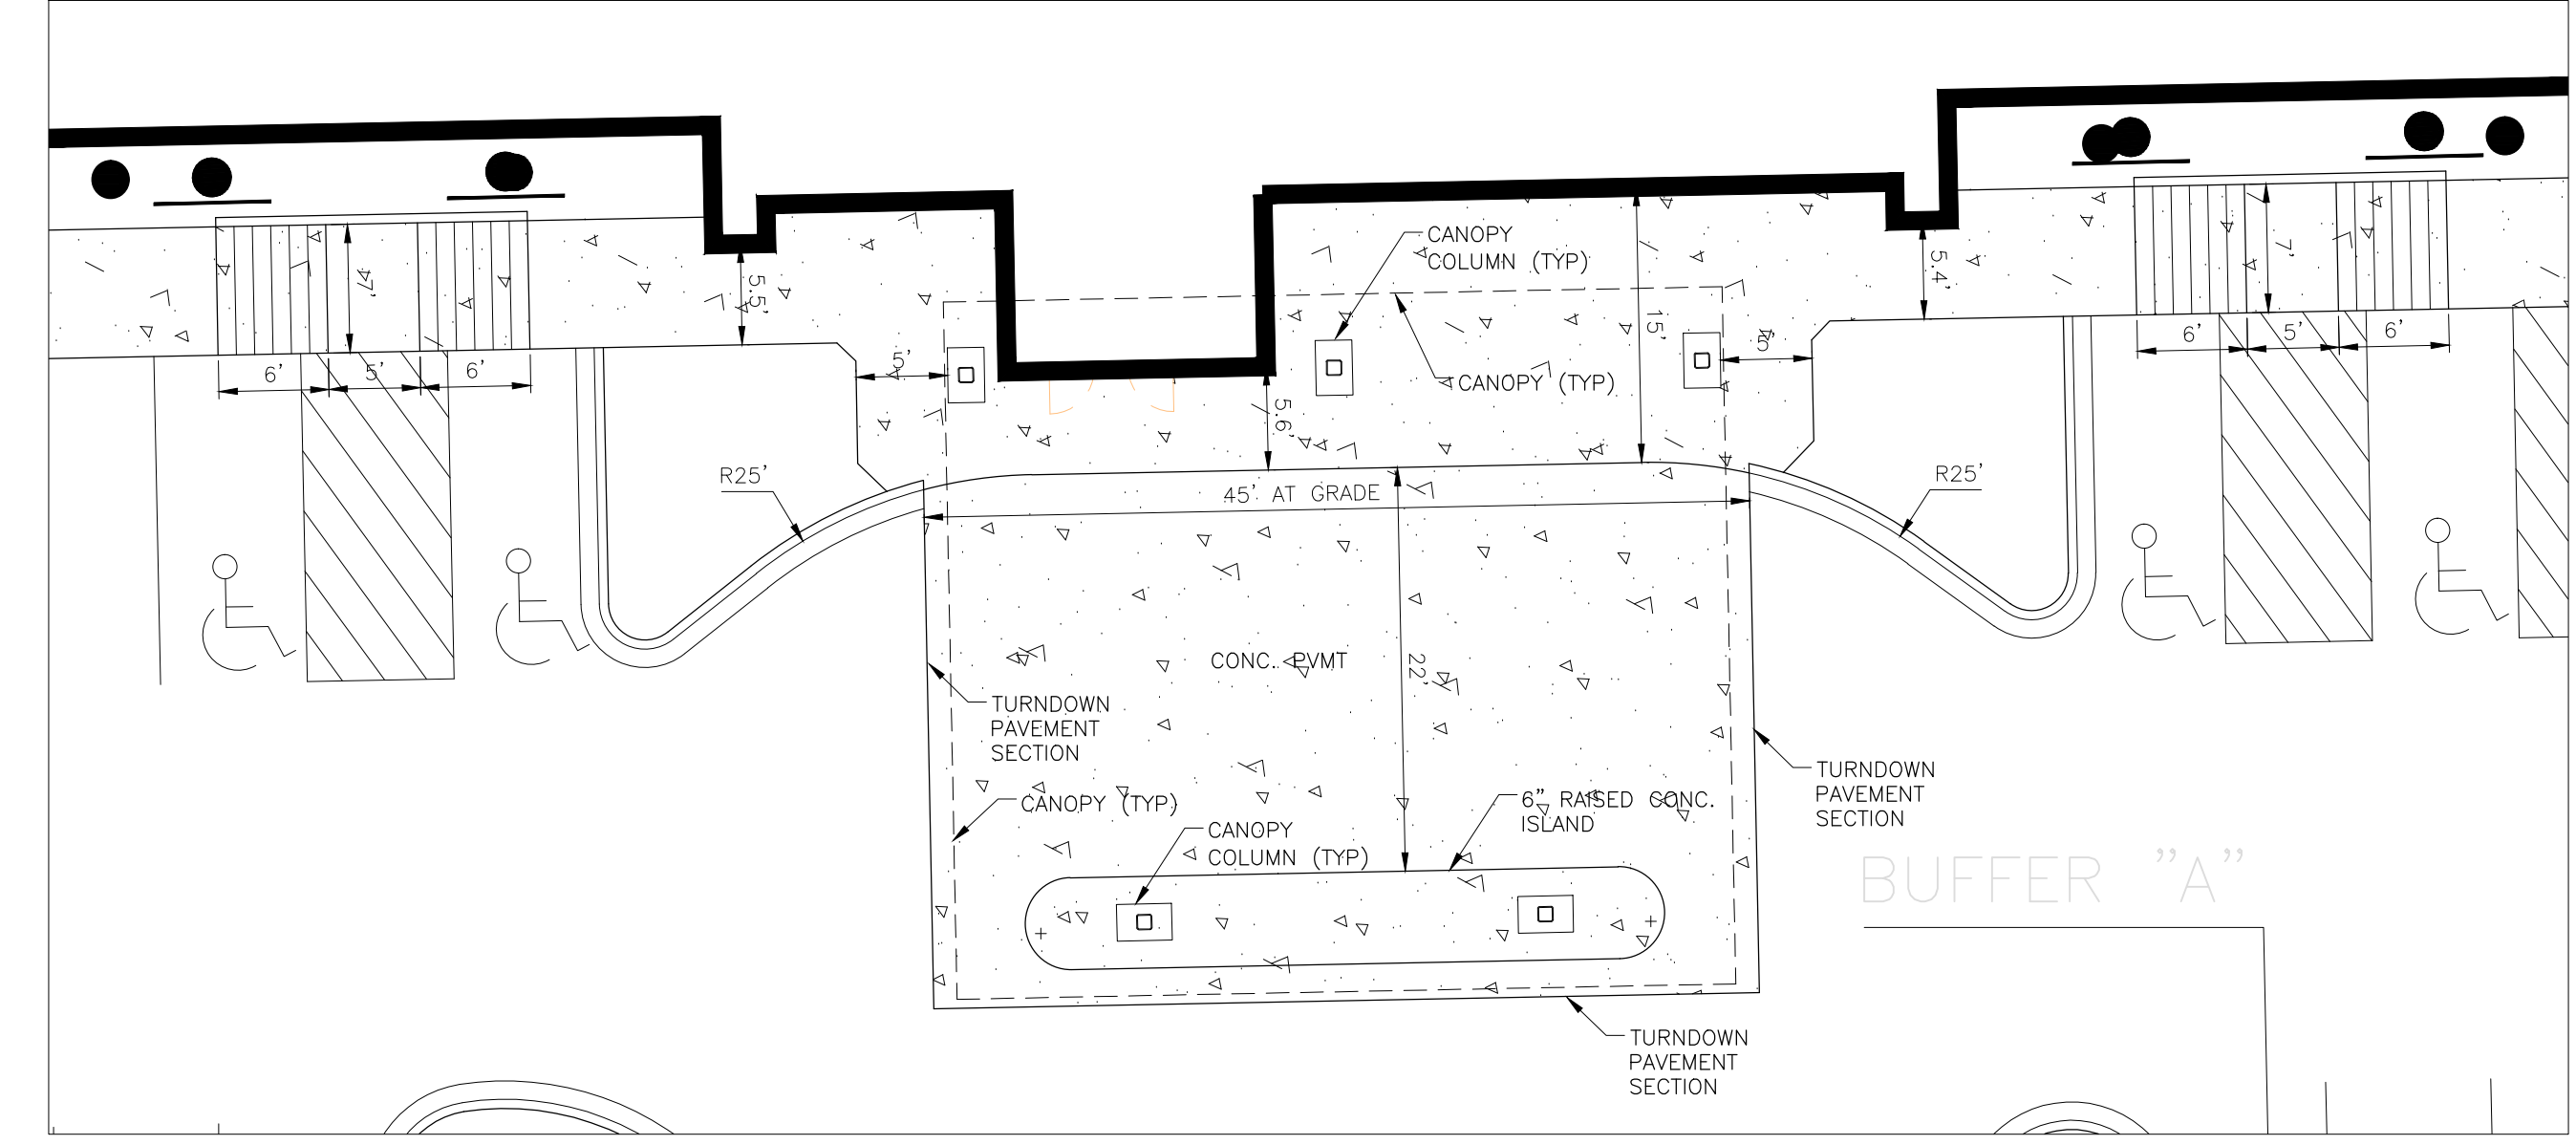 CANOPY
COLUMN (TYP)
7'
5.5'
15'
5.4'
7'
6'
5'
6'
5'
CANOPY (TYP)
5'
6'
5'
6'
5.6'
R25'
45' AT GRADE
R25'
CONC. PVMT
22'
TURNDOWN
PAVEMENT
SECTION
TURNDOWN
PAVEMENT
SECTION
CANOPY (TYP)
6" RAISED CONC.
ISLAND
CANOPY
COLUMN (TYP)
BUFFER "A"
TURNDOWN
PAVEMENT
SECTION